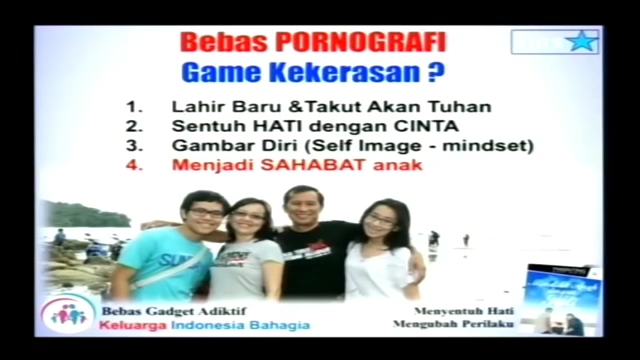 Bebas PORNOGRAFI
Game Kekerasan ?
1. Lahir Baru &Takut Akan Tuhan
2. Sentuh HATI dengan CINTA
3. Gambar Diri (Self Image - mindset)
4. Menjadi SAHABAT anak
Bebas Gadget Adiktif
Keluarga Indonesia Bahagia
Menyentuh Hati
Mengubah Perilaku